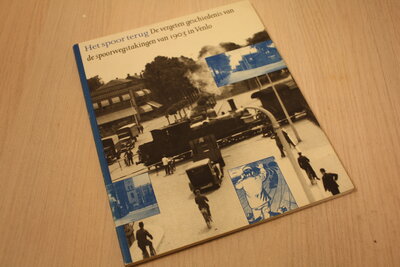 Het spoor terug De vergeten geschiedenis van
de spoorwegstakingen van 1903 in Venlo